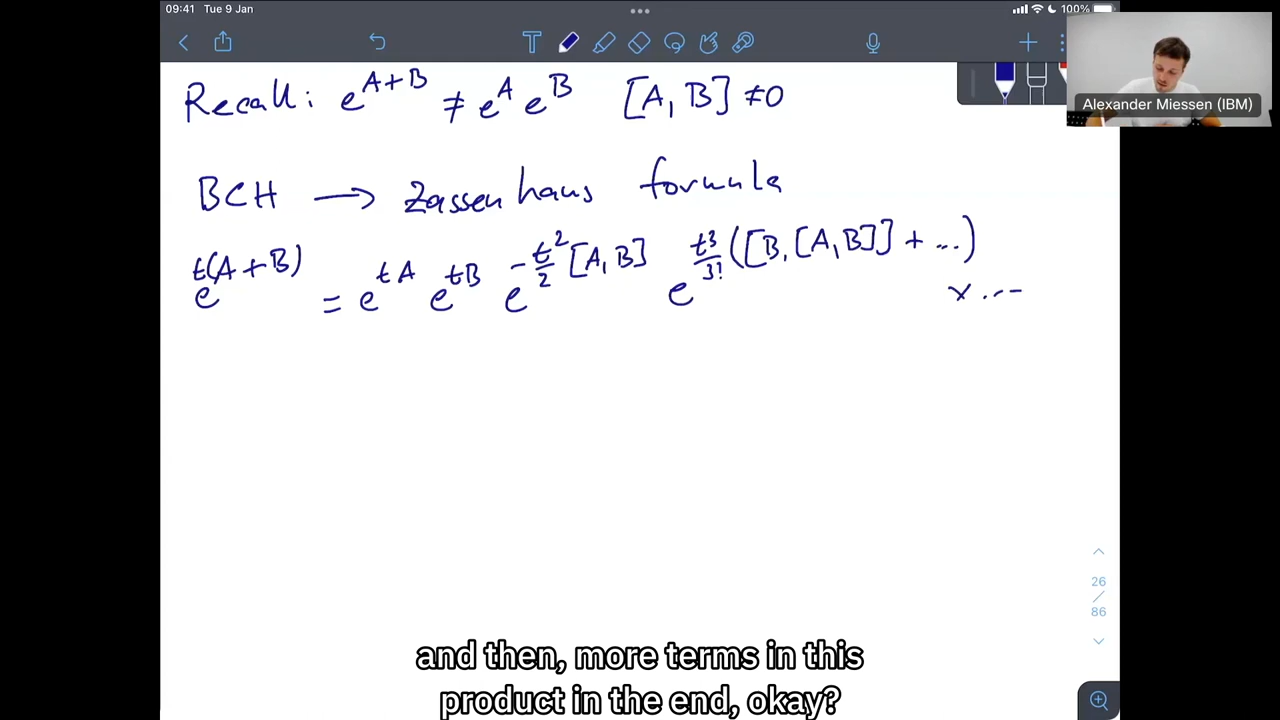 09:41 Tue 9 Jan
100%
Alexander Miessen (IBM)
Recall: e^{A+B} ≠ e^A e^B [A, B] ≠ 0
BCH → Zassenhaus formula
e^{t(A+B)} = e^{tA} e^{tB} e^{-t²/2 [A,B]} e^{t³/3! ([B,[A,B]] + ...)}
x ...
26
/
86
and then, more terms in this
product in the end, okay?